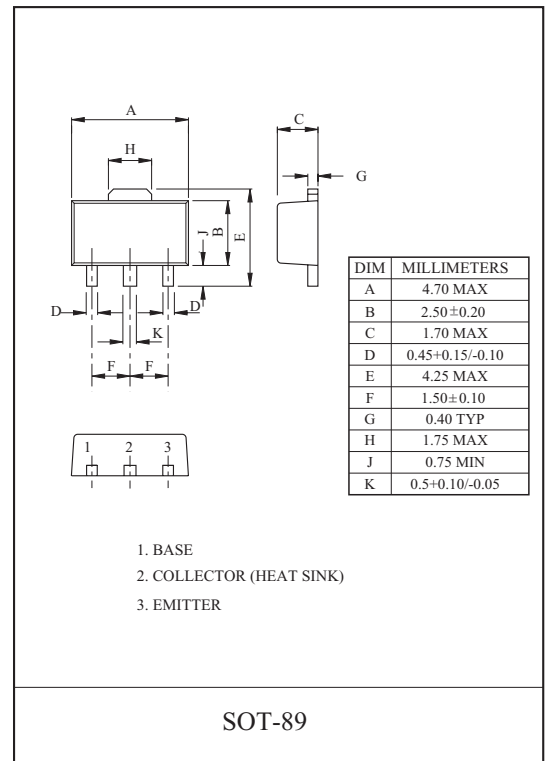 A
H
C
G
J
B
E
D
D
K
F
F
DIM MILLIMETERS
A 4.70 MAX
B 2.50±0.20
C 1.70 MAX
D 0.45+0.15/-0.10
E 4.25 MAX
F 1.50±0.10
G 0.40 TYP
H 1.75 MAX
J 0.75 MIN
K 0.5+0.10/-0.05
1 2 3
1. BASE
2. COLLECTOR (HEAT SINK)
3. EMITTER
SOT-89